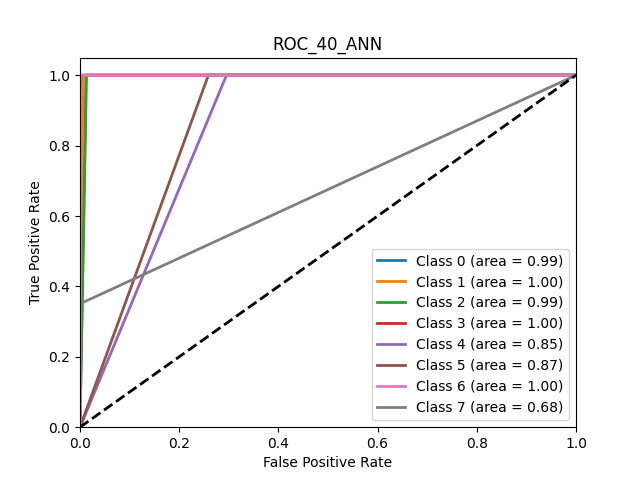 ROC_40_ANN
True Positive Rate
1.0
0.8
0.6
0.4
0.2
0.0
0.0 0.2 0.4 0.6 0.8 1.0
False Positive Rate
Class 0 (area = 0.99)
Class 1 (area = 1.00)
Class 2 (area = 0.99)
Class 3 (area = 1.00)
Class 4 (area = 0.85)
Class 5 (area = 0.87)
Class 6 (area = 1.00)
Class 7 (area = 0.68)